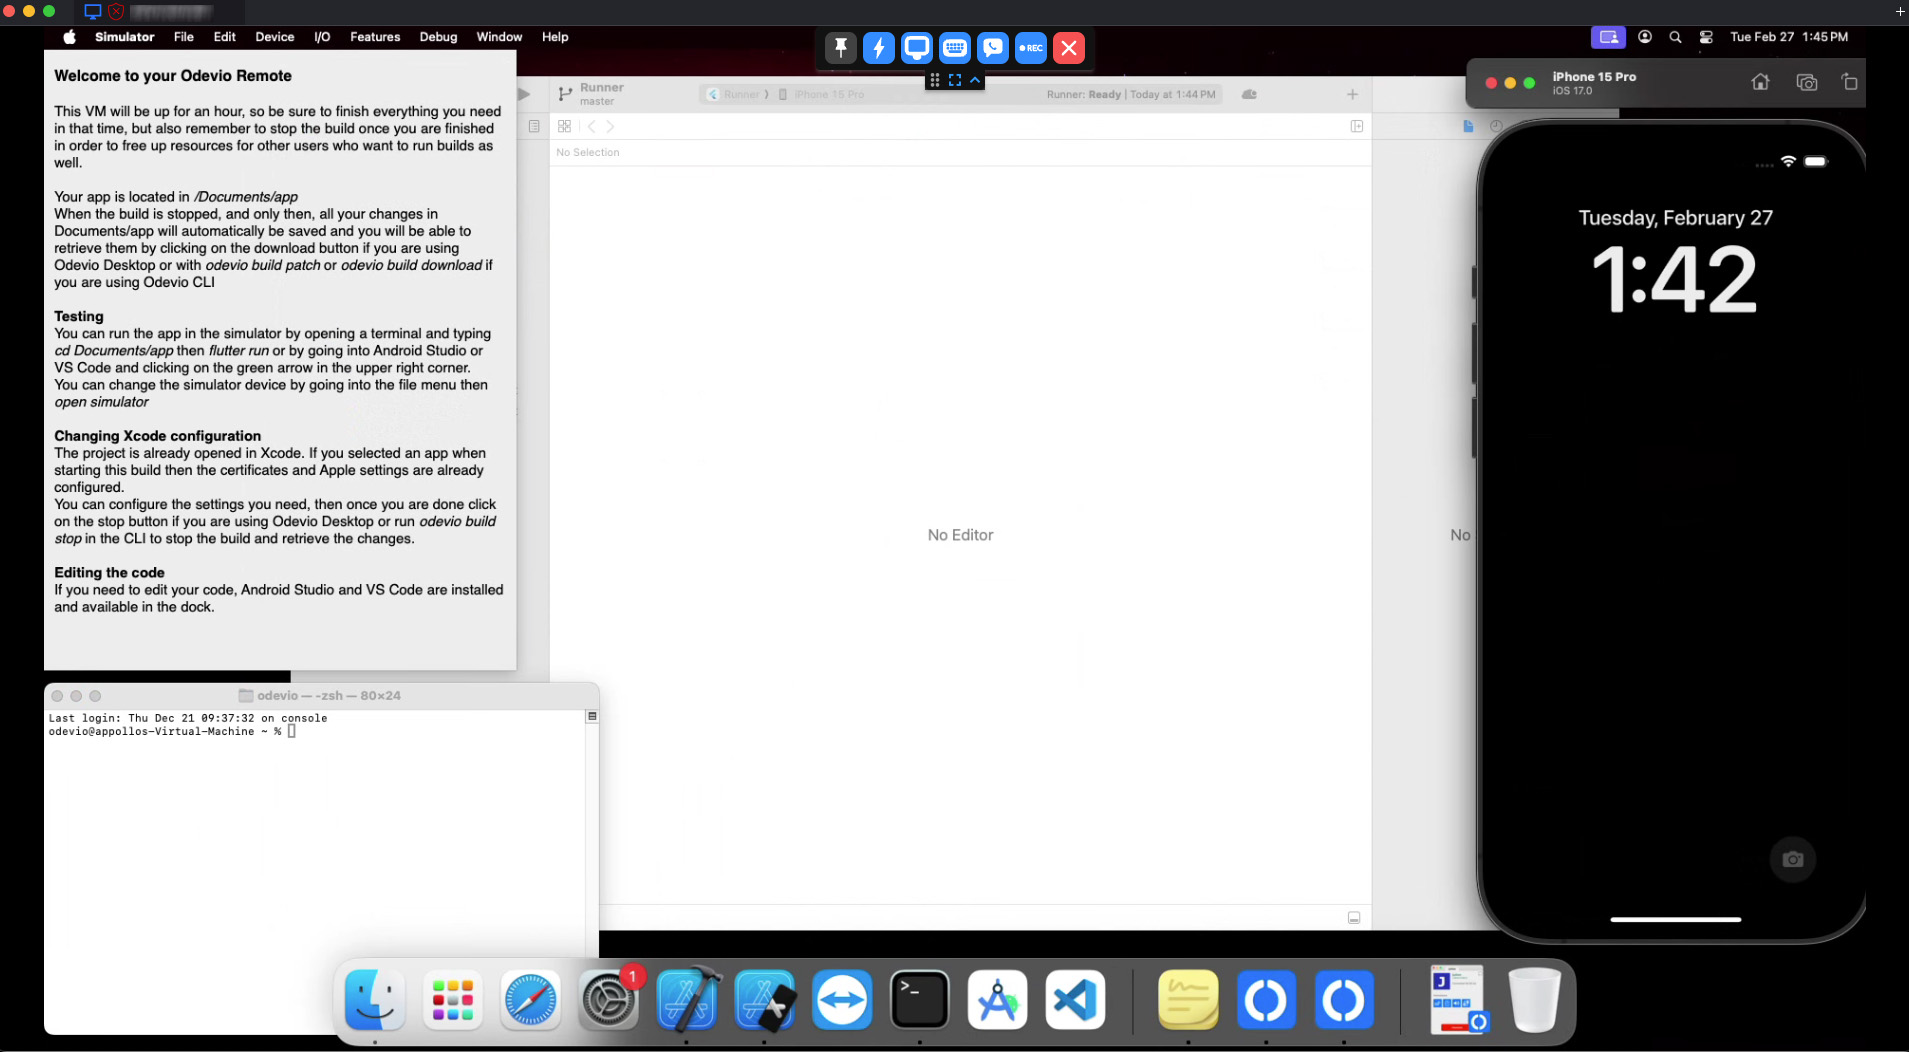 Simulator File Edit Device I/O Features Debug Window Help
REC
Tue Feb 27 1:45 PM
Welcome to your Odevio Remote
This VM will be up for an hour, so be sure to finish everything you need
in that time, but also remember to stop the build once you are finished
in order to free up resources for other users who want to run builds as
well.
Your app is located in /Documents/app
When the build is stopped, and only then, all your changes in
Documents/app will automatically be saved and you will be able to
retrieve them by clicking on the download button if you are using
Odevio Desktop or with odevio build patch or odevio build download if
you are using Odevio CLI
Testing
You can run the app in the simulator by opening a terminal and typing
cd Documents/app then flutter run or by going into Android Studio or
VS Code and clicking on the green arrow in the upper right corner.
You can change the simulator device by going into the file menu then
open simulator
Changing Xcode configuration
The project is already opened in Xcode. If you selected an app when
starting this build then the certificates and Apple settings are already
configured.
You can configure the settings you need, then once you are done click
on the stop button if you are using Odevio Desktop or run odevio build
stop in the CLI to stop the build and retrieve the changes.
Editing the code
If you need to edit your code, Android Studio and VS Code are installed
and available in the dock.
Runner
master
Runner ⟩ iPhone 15 Pro
Runner: Ready | Today at 1:44 PM
No Selection
No Editor
No
iPhone 15 Pro
iOS 17.0
Tuesday, February 27
1:42
odevio — -zsh — 80×24
Last login: Thu Dec 21 09:37:32 on console
odevio@appollos-Virtual-Machine ~ %
1
>_
J